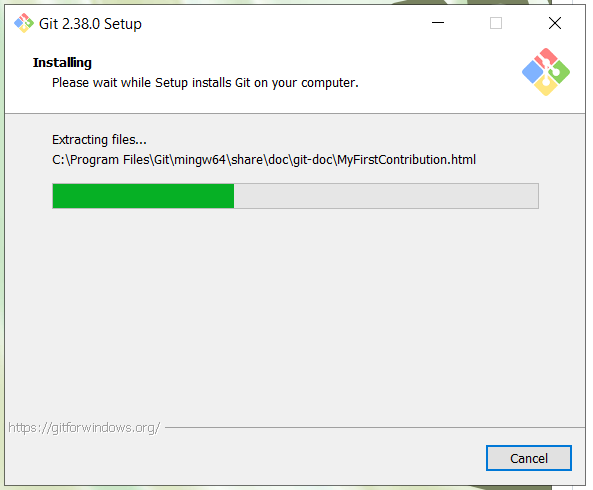 Git 2.38.0 Setup
Installing
Please wait while Setup installs Git on your computer.
Extracting files...
C:\Program Files\Git\mingw64\share\doc\git-doc\MyFirstContribution.html
https://gitforwindows.org/
Cancel